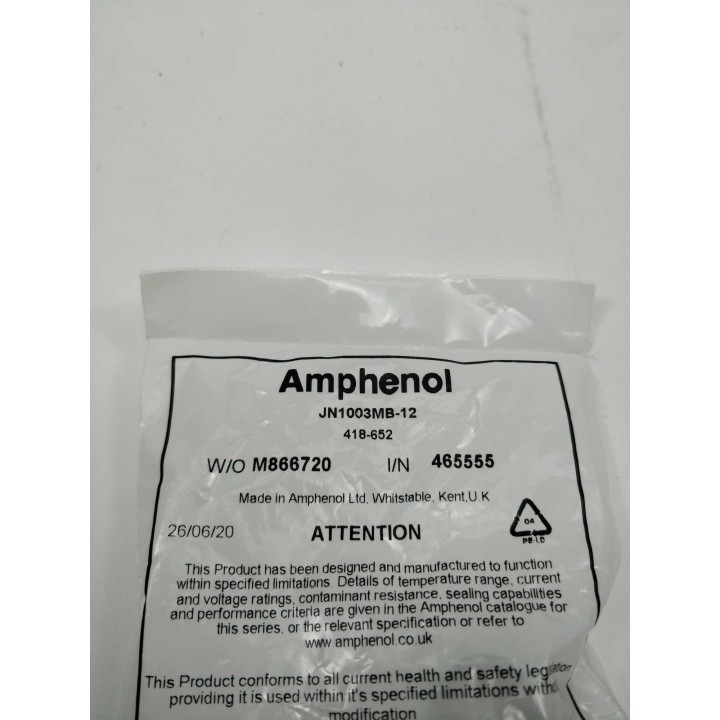 Amphenol
JN1003MB-12
418-652
W/O M866720 I/N 465555
Made in Amphenol Ltd, Whitstable, Kent.U.K
26/06/20 ATTENTION
04
PE-LD
This Product has been designed and manufactured to function
within specified limitations. Details of temperature range, current
and voltage ratings, contaminant resistance, sealing capabilities
and performance criteria are given in the Amphenol catalogue for
this series, or the relevant specification or refer to
www.amphenol.co.uk
This Product conforms to all current health and safety legislation
providing it is used within it's specified limitations without
modification